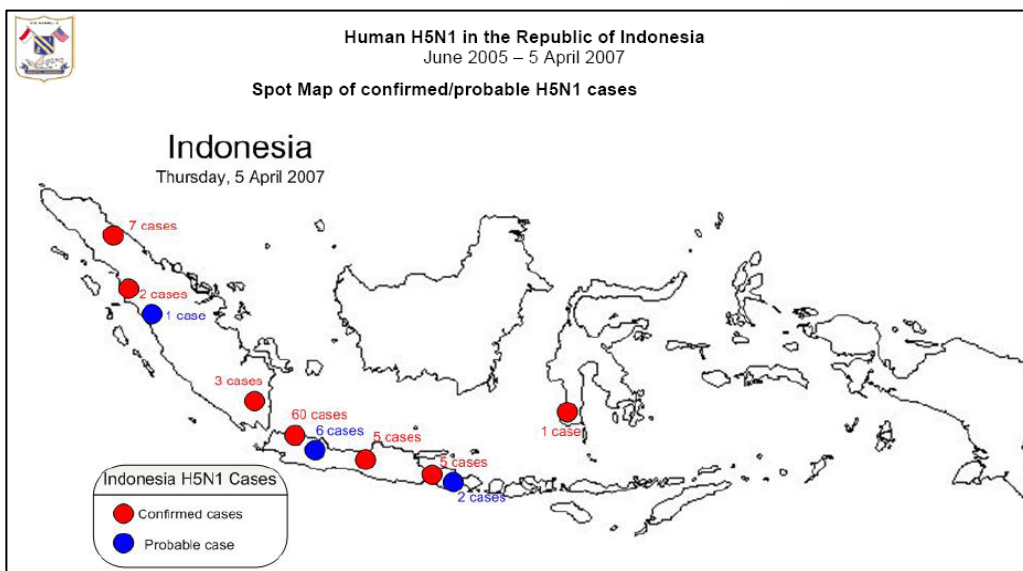 Human H5N1 in the Republic of Indonesia
June 2005 – 5 April 2007
Spot Map of confirmed/probable H5N1 cases
Indonesia
Thursday, 5 April 2007
7 cases
2 cases
1 case
3 cases
60 cases
6 cases
5 cases
5 cases
2 cases
1 case
Indonesia H5N1 Cases
Confirmed cases
Probable case